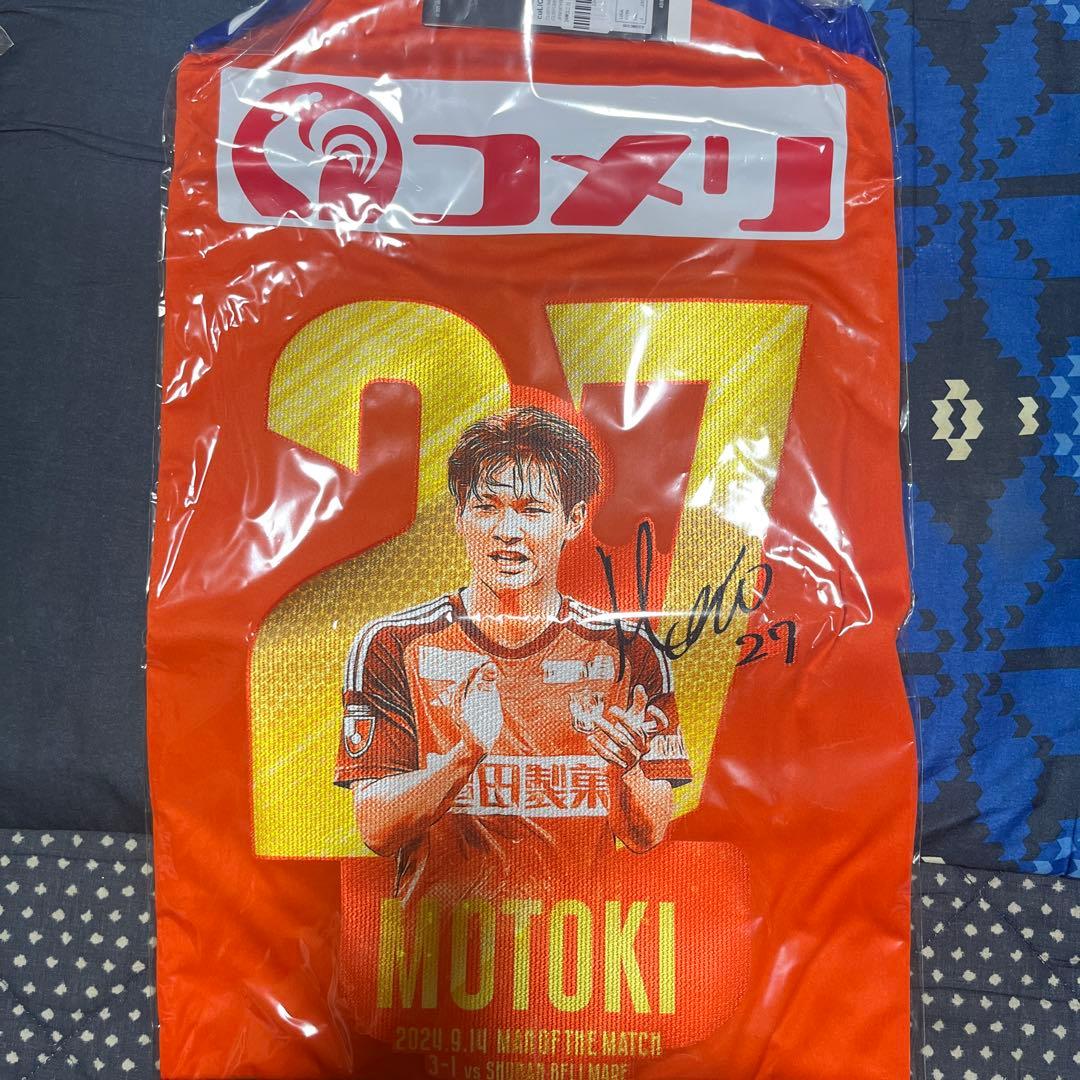 コメリ
27
27
田製菓
MOTOKI
2024.9.14 MAN OF THE MATCH
3-1 vs SHONAN BELLMARE